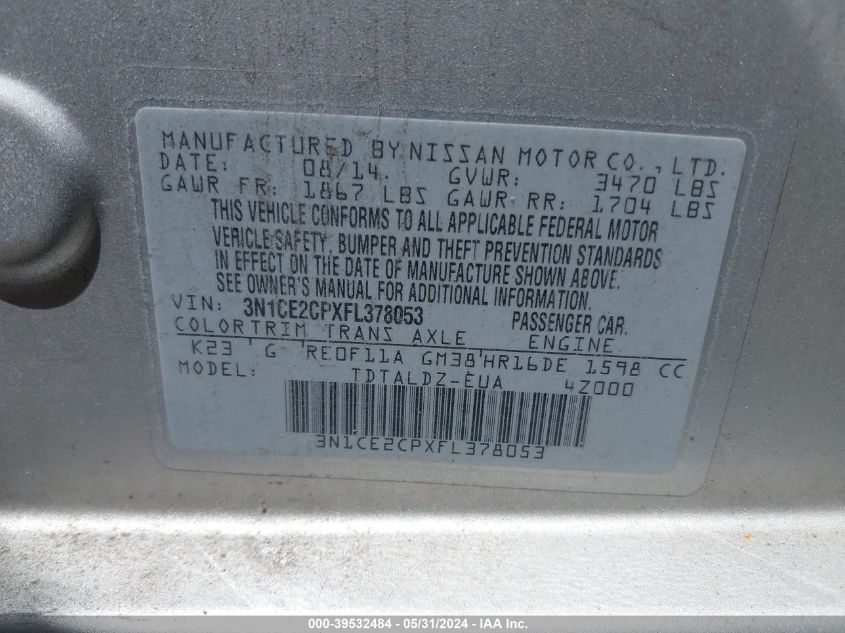 MANUFACTURED BY NISSAN MOTOR CO., LTD.
DATE: 08/14. GVWR: 3470 LBS
GAWR FR: 1867 LBS GAWR RR: 1704 LBS
THIS VEHICLE CONFORMS TO ALL APPLICABLE FEDERAL MOTOR
VEHICLE SAFETY, BUMPER AND THEFT PREVENTION STANDARDS
IN EFFECT ON THE DATE OF MANUFACTURE SHOWN ABOVE.
SEE OWNER'S MANUAL FOR ADDITIONAL INFORMATION.
VIN: 3N1CE2CPXFL378053 PASSENGER CAR.
COLOR TRIM TRANS AXLE ENGINE
K23 G RE0F11A GM38 HR16DE 1598 CC
MODEL: TDTALDZ-EUA 4Z000
3N1CE2CPXFL378053
000-39532484 - 05/31/2024 - IAA Inc.